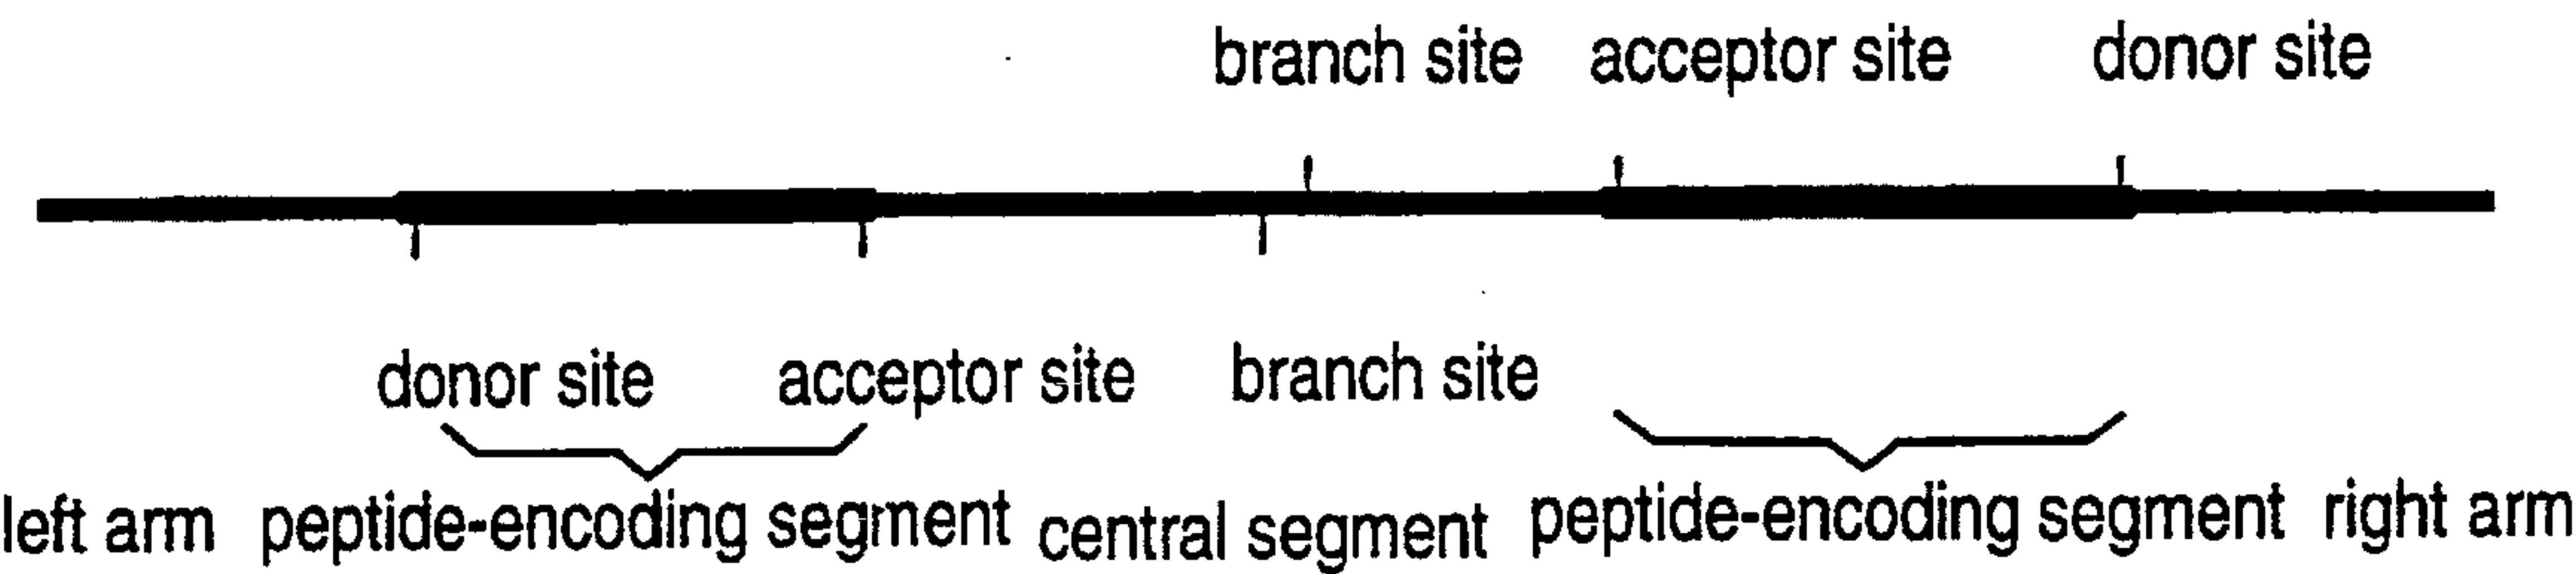 branch site acceptor site donor site
donor site acceptor site branch site
left arm peptide-encoding segment central segment peptide-encoding segment right arm